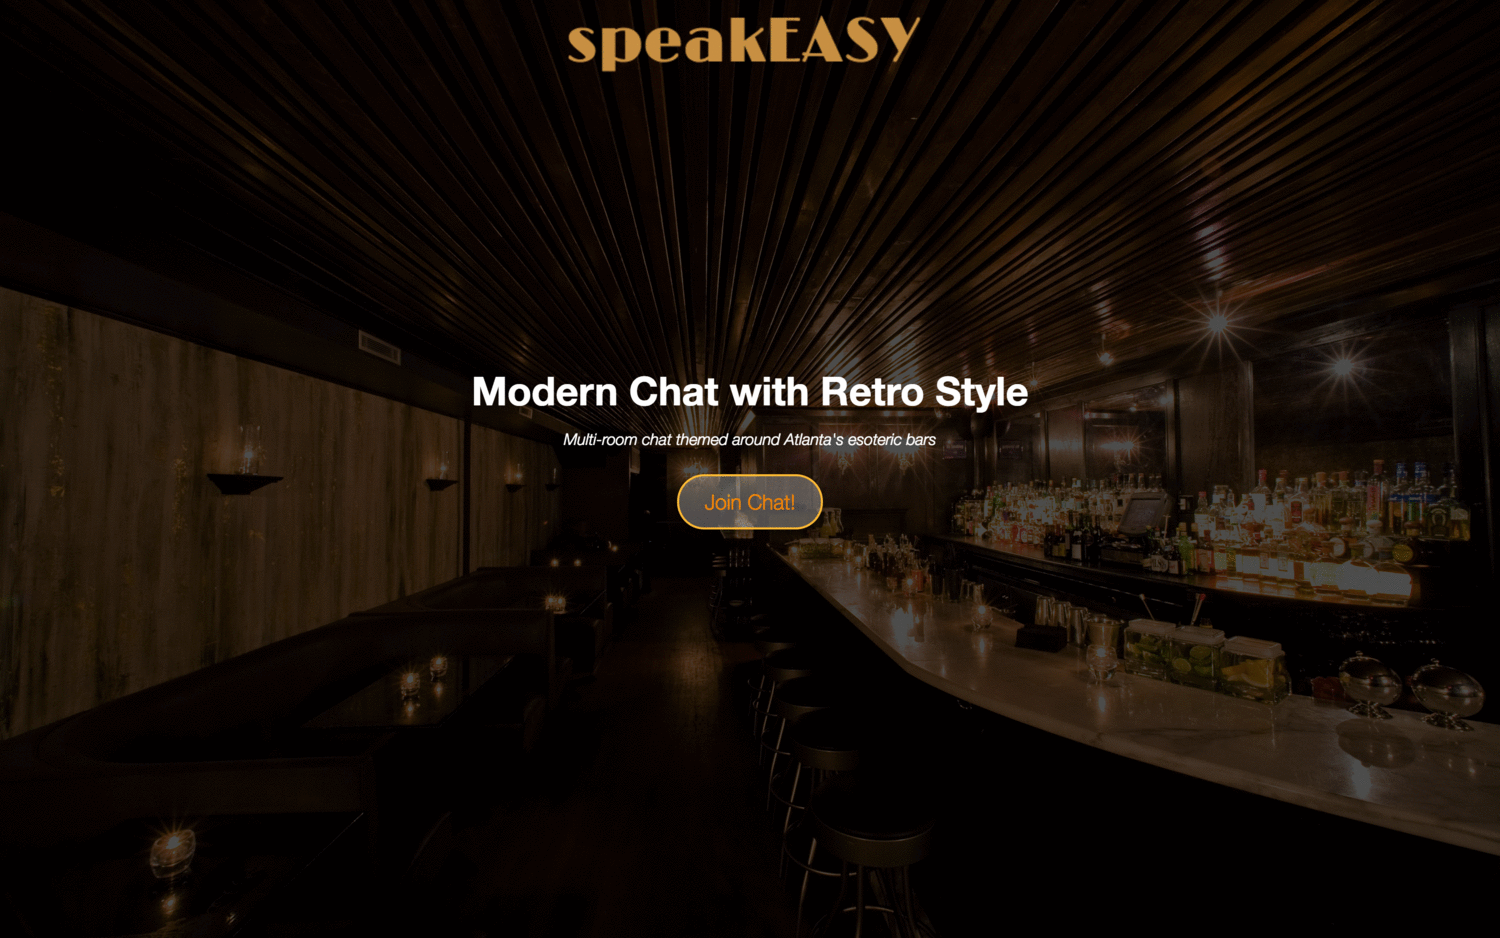 speakEASY
Modern Chat with Retro Style
Multi-room chat themed around Atlanta's esoteric bars
Join Chat!